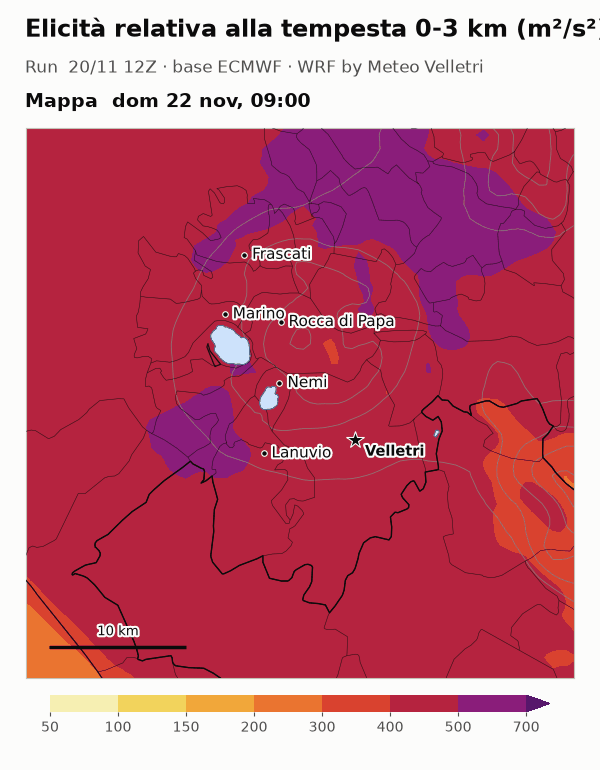 Elicità relativa alla tempesta 0-3 km (m²/s²)
Run  20/11 12Z · base ECMWF · WRF by Meteo Velletri
Mappa  dom 22 nov, 09:00
Frascati
Marino
Rocca di Papa
Nemi
Velletri
Lanuvio
10 km
50 100 150 200 300 400 500 700